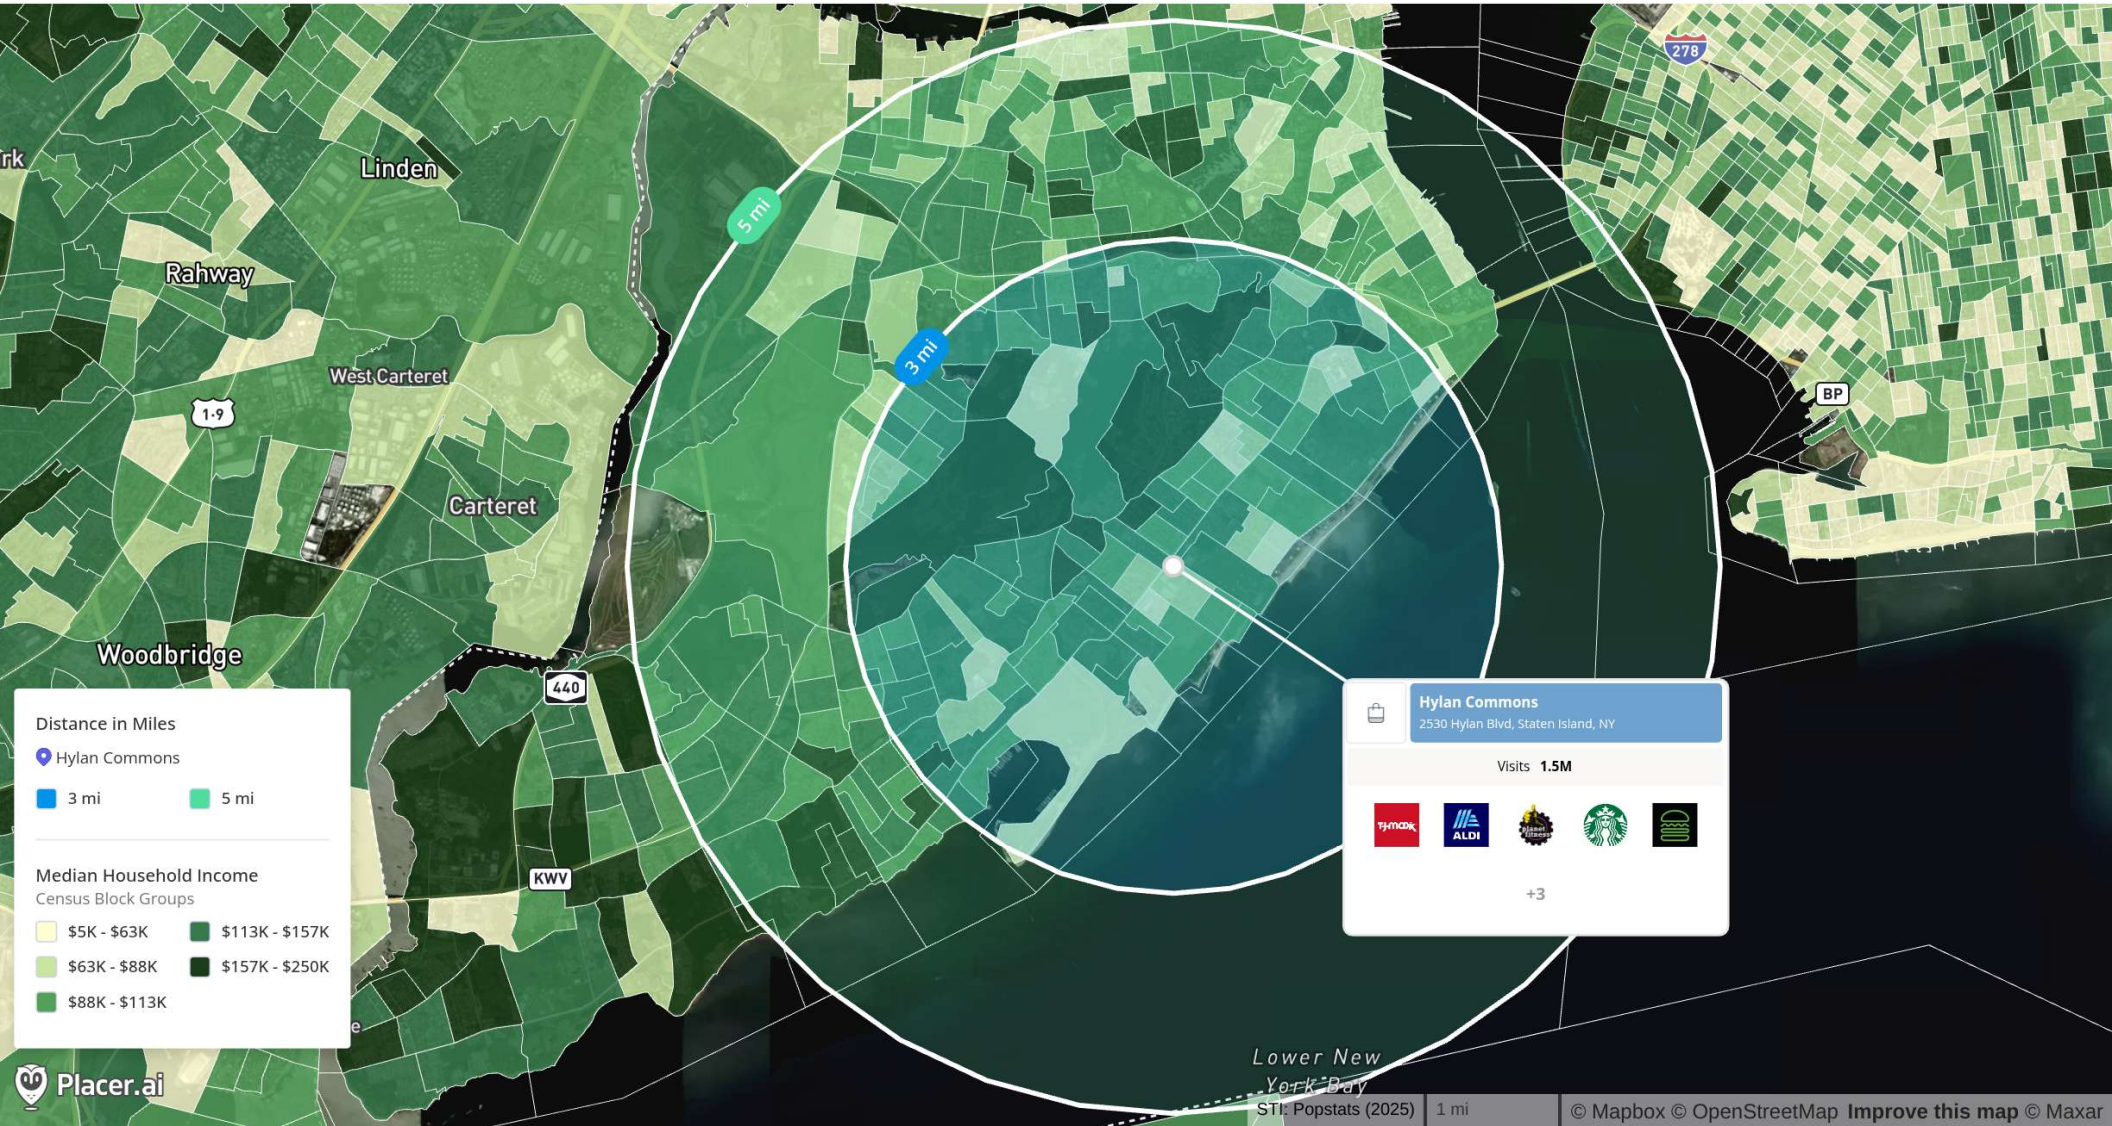 278
Linden
rk
5 mi
Rahway
3 mi
West Carteret
BP
1·9
Carteret
Woodbridge
440
Hylan Commons
2530 Hylan Blvd, Staten Island, NY
Visits 1.5M
TJ-maxx
ALDI
planet fitness
+3
KWV
Distance in Miles
Hylan Commons
3 mi
5 mi
Median Household Income
Census Block Groups
$5K - $63K
$113K - $157K
$63K - $88K
$157K - $250K
$88K - $113K
e
Placer.ai
Lower New
York Bay
STI: Popstats (2025)
1 mi
© Mapbox © OpenStreetMap Improve this map © Maxar